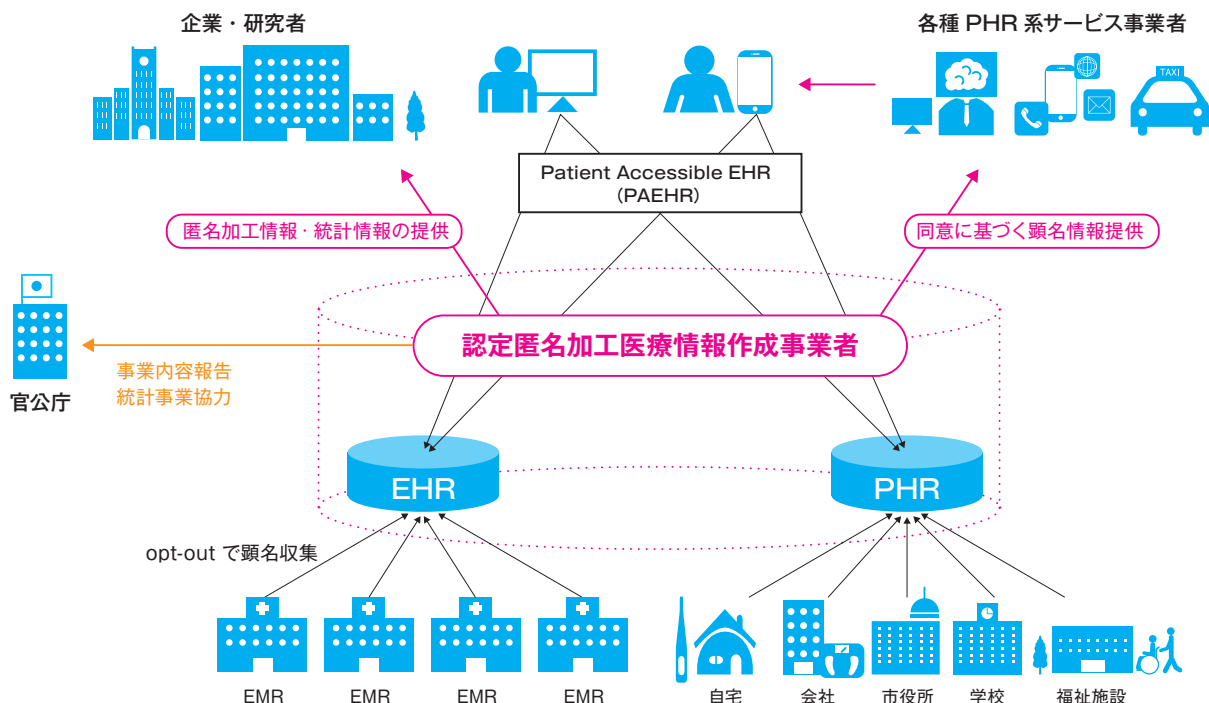 企業・研究者
各種 PHR 系サービス事業者
TAXI
Patient Accessible EHR
(PAEHR)
匿名加工情報・統計情報の提供
同意に基づく顕名情報提供
認定匿名加工医療情報作成事業者
事業内容報告
統計事業協力
官公庁
EHR
PHR
opt-out で顕名収集
EMR
EMR
EMR
EMR
自宅
会社
市役所
学校
福祉施設